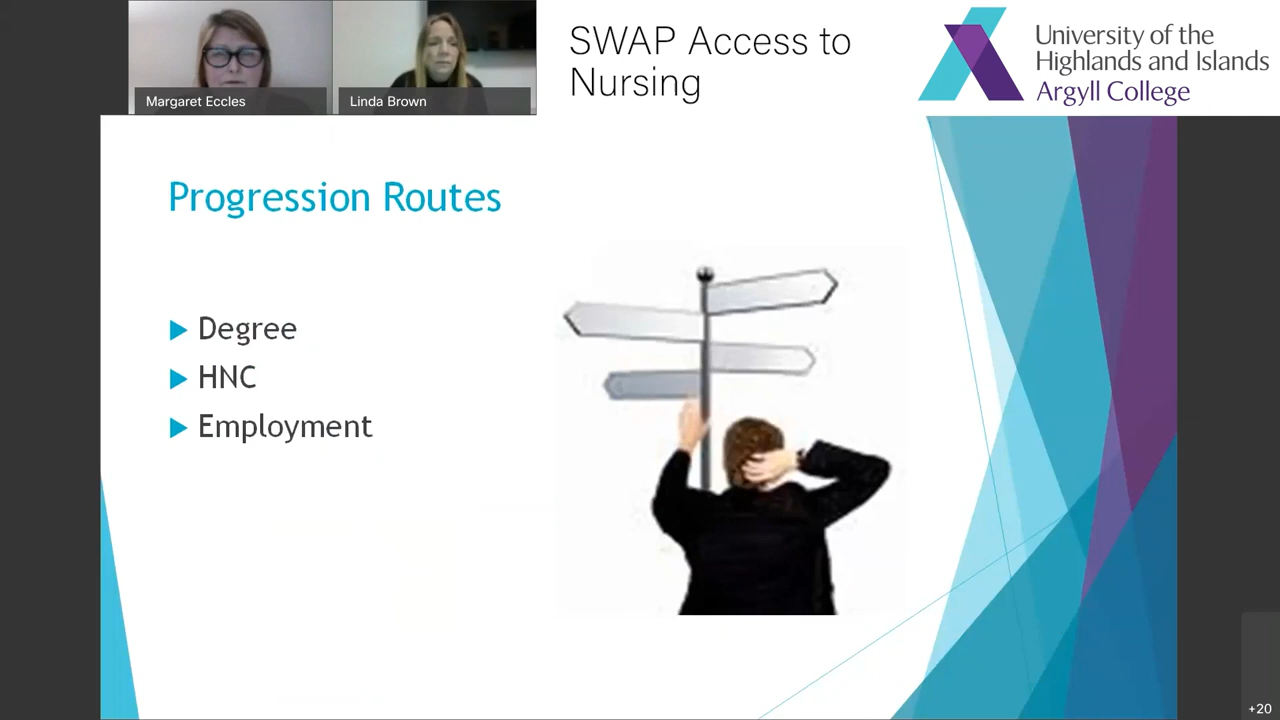 Margaret Eccles
Linda Brown
SWAP Access to
Nursing
University of the
Highlands and Islands
Argyll College
Progression Routes
Degree
HNC
Employment
+20